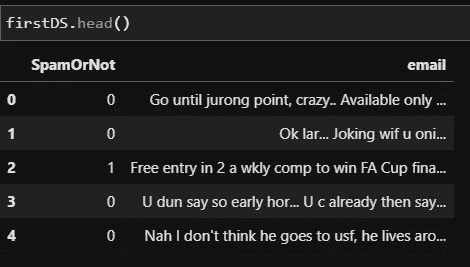 firstDS.head()
SpamOrNot email
0 0 Go until jurong point, crazy.. Available only ...
1 0 Ok lar... Joking wif u oni...
2 1 Free entry in 2 a wkly comp to win FA Cup fina...
3 0 U dun say so early hor... U c already then say...
4 0 Nah I don't think he goes to usf, he lives aro...